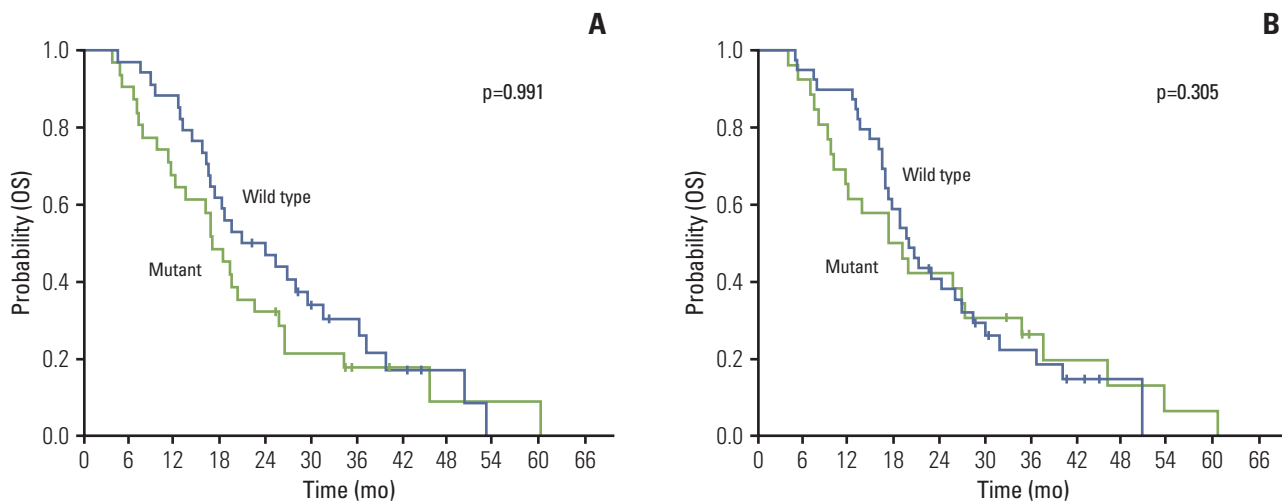 A
p=0.991
Probability (OS)
1.0
0.8
0.6
0.4
0.2
0.0
Wild type
Mutant
0 6 12 18 24 30 36 42 54 60 66
Time (mo)
B
p=0.305
Probability (OS)
1.0
0.8
0.6
0.4
0.2
0.0
Wild type
Mutant
0 6 12 18 24 30 36 42 54 60 66
Time (mo)